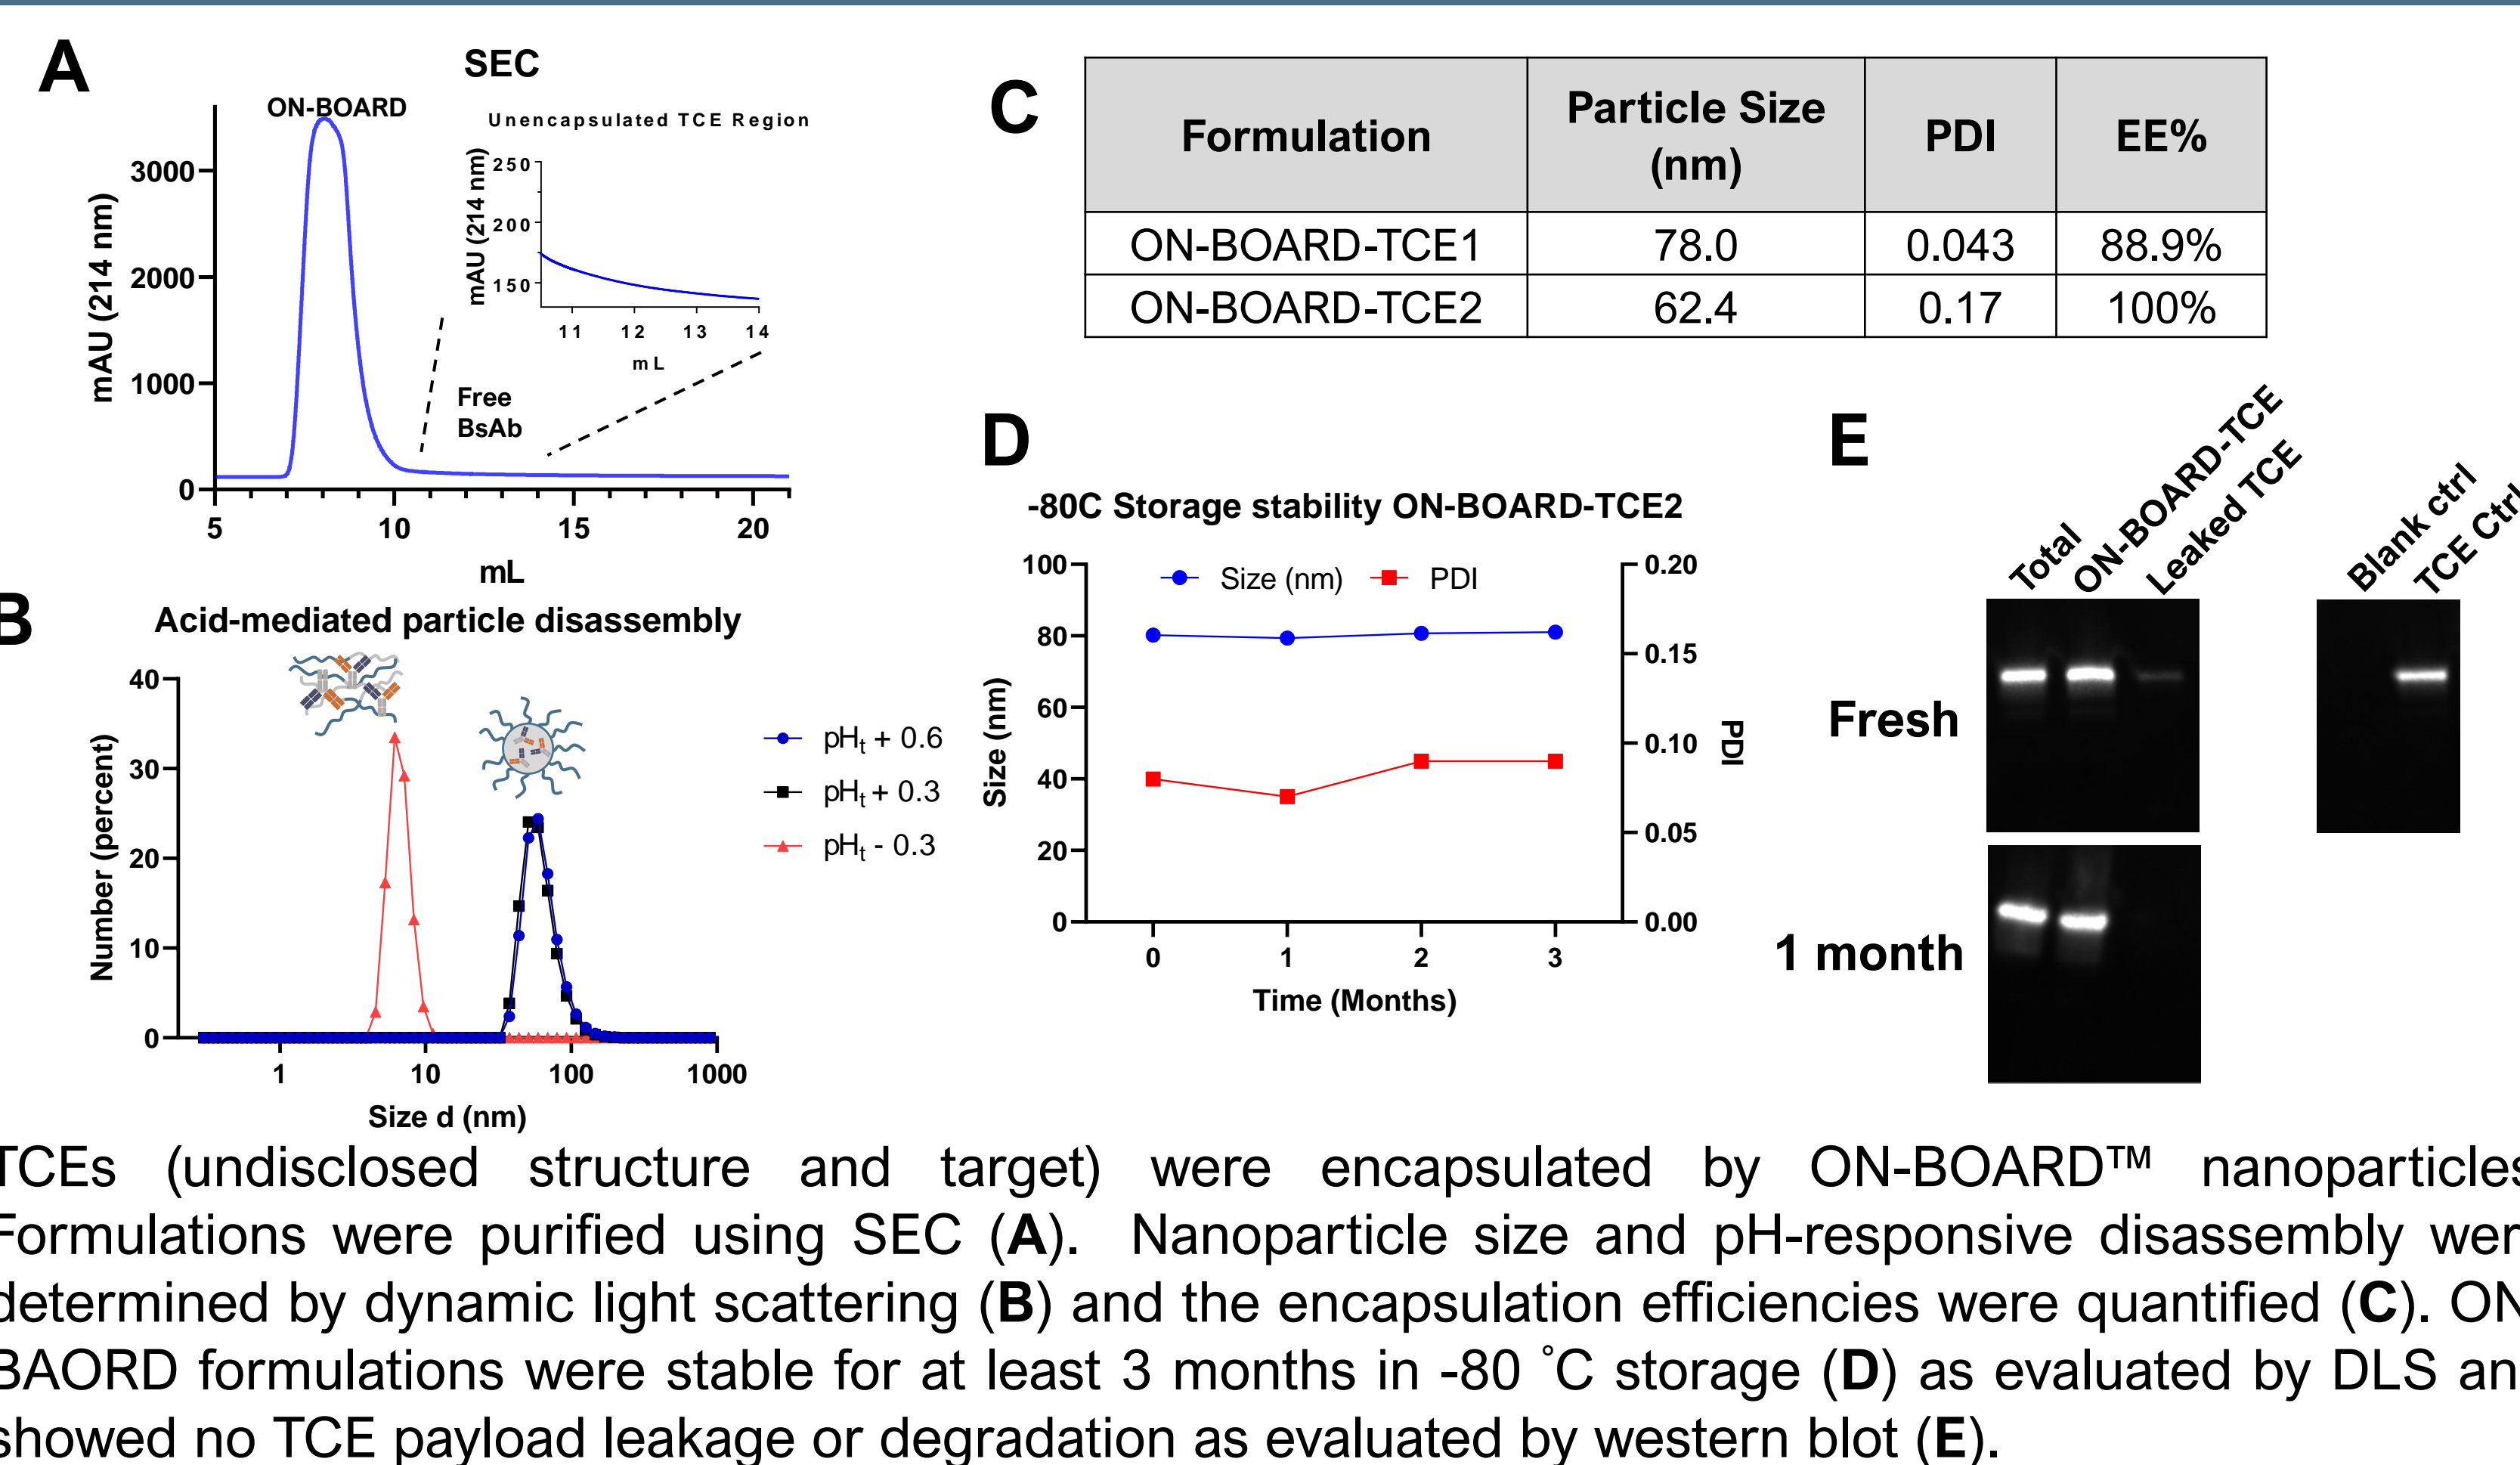 A
SEC
ON-BOARD
Unencapsulated TCE Region
mAU (214 nm)
3000
2000
1000
0
5
10
15
20
mL
mAU (214 nm)
250
200
150
11
12
13
14
mL
Free
BsAb
B
Acid-mediated particle disassembly
Number (percent)
40
30
20
10
0
1
10
100
1000
Size d (nm)
pHt + 0.6
pHt + 0.3
pHt - 0.3
C
Formulation
Particle Size
(nm)
PDI
EE%
ON-BOARD-TCE1 78.0 0.043 88.9%
ON-BOARD-TCE2 62.4 0.17 100%
D
-80C Storage stability ON-BOARD-TCE2
Size (nm)
PDI
Size (nm)
100
80
60
40
20
0
0.20
0.15
0.10
0.05
0.00
PDI
0
1
2
3
Time (Months)
E
Total
ON-BOARD-TCE
Leaked TCE
Blank ctrl
TCE Ctrl
Fresh
1 month
TCEs (undisclosed structure and target) were encapsulated by ON-BOARD™ nanoparticles
Formulations were purified using SEC (A). Nanoparticle size and pH-responsive disassembly wer
determined by dynamic light scattering (B) and the encapsulation efficiencies were quantified (C). ON
BAORD formulations were stable for at least 3 months in -80 °C storage (D) as evaluated by DLS an
showed no TCE payload leakage or degradation as evaluated by western blot (E).